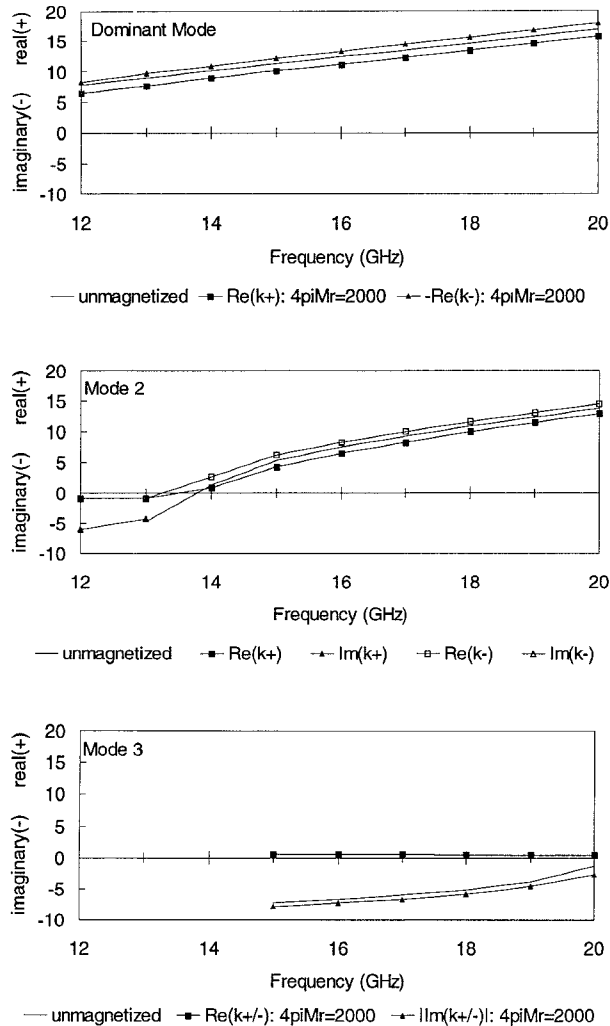 Dominant Mode
imaginary(-) real(+)
20
15
10
5
0
-5
-10
12 14 16 18 20
Frequency (GHz)
unmagnetized Re(k+): 4piMr=2000 -Re(k-): 4piMr=2000
Mode 2
imaginary(-) real(+)
20
15
10
5
0
-5
-10
12 14 16 18 20
Frequency (GHz)
unmagnetized Re(k+) Im(k+) Re(k-) Im(k-)
Mode 3
imaginary(-) real(+)
20
15
10
5
0
-5
-10
12 14 16 18 20
Frequency (GHz)
unmagnetized Re(k+/-): 4piMr=2000 |Im(k+/-)|: 4piMr=2000